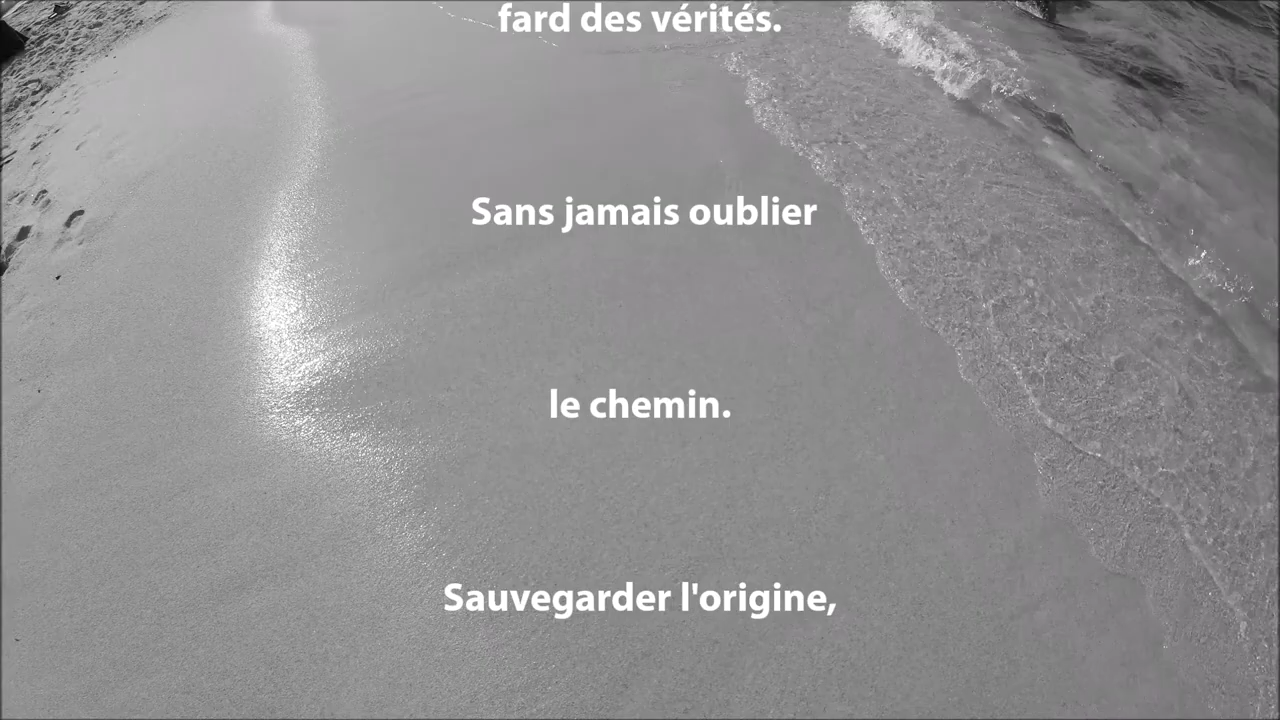 fard des vérités.
Sans jamais oublier
le chemin.
Sauvegarder l'origine,